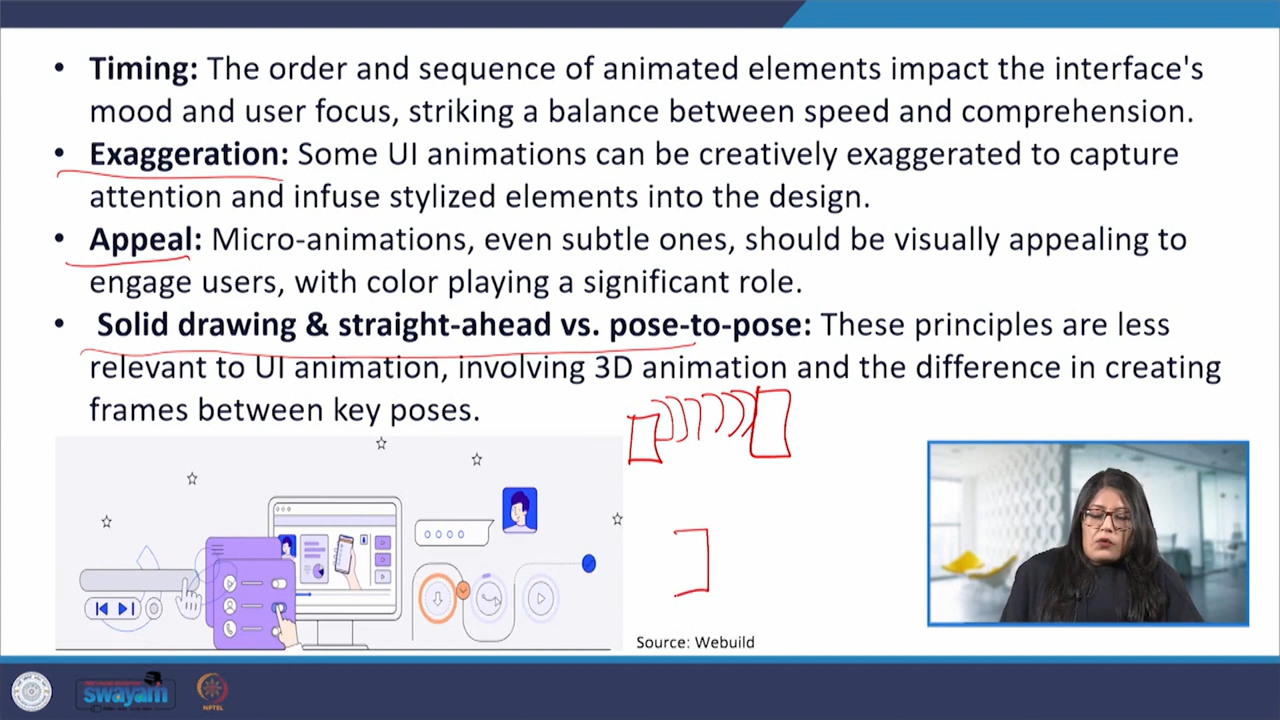 • Timing: The order and sequence of animated elements impact the interface's
mood and user focus, striking a balance between speed and comprehension.
• Exaggeration: Some UI animations can be creatively exaggerated to capture
attention and infuse stylized elements into the design.
• Appeal: Micro-animations, even subtle ones, should be visually appealing to
engage users, with color playing a significant role.
• Solid drawing & straight-ahead vs. pose-to-pose: These principles are less
relevant to UI animation, involving 3D animation and the difference in creating
frames between key poses.
Source: Webuild
swayam
NPTEL